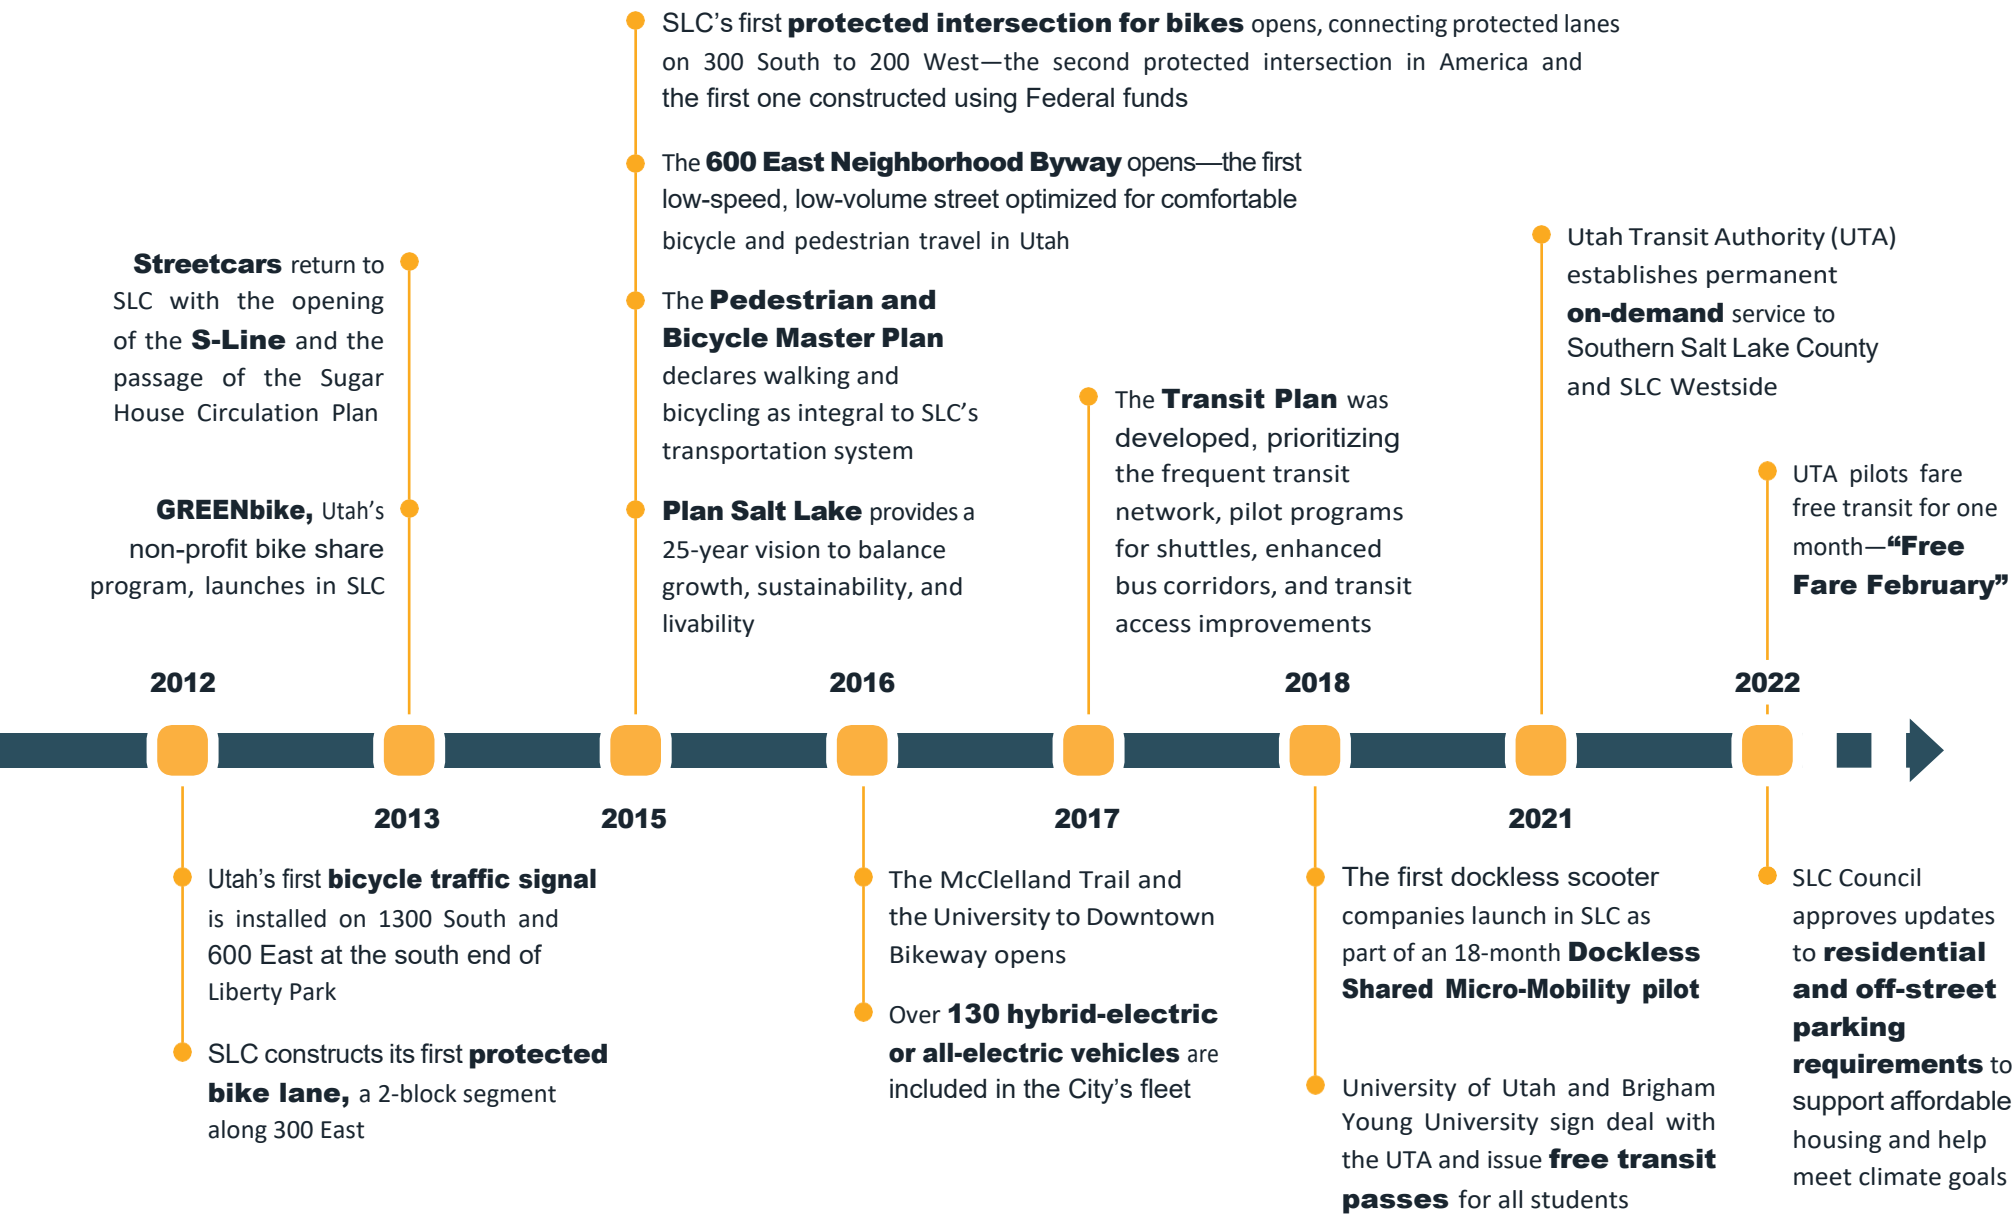 SLC’s first protected intersection for bikes opens, connecting protected lanes
on 300 South to 200 West—the second protected intersection in America and
the first one constructed using Federal funds
The 600 East Neighborhood Byway opens—the first
low-speed, low-volume street optimized for comfortable
bicycle and pedestrian travel in Utah
Streetcars return to
SLC with the opening
of the S-Line and the
passage of the Sugar
House Circulation Plan
GREENbike, Utah’s
non-profit bike share
program, launches in SLC
The Pedestrian and
Bicycle Master Plan
declares walking and
bicycling as integral to SLC’s
transportation system
Plan Salt Lake provides a
25-year vision to balance
growth, sustainability, and
livability
The Transit Plan was
developed, prioritizing
the frequent transit
network, pilot programs
for shuttles, enhanced
bus corridors, and transit
access improvements
Utah Transit Authority (UTA)
establishes permanent
on-demand service to
Southern Salt Lake County
and SLC Westside
UTA pilots fare
free transit for one
month—“Free
Fare February”
2012
2016
2018
2022
2013
2015
2017
2021
Utah’s first bicycle traffic signal
is installed on 1300 South and
600 East at the south end of
Liberty Park
SLC constructs its first protected
bike lane, a 2-block segment
along 300 East
The McClelland Trail and
the University to Downtown
Bikeway opens
Over 130 hybrid-electric
or all-electric vehicles are
included in the City’s fleet
The first dockless scooter
companies launch in SLC as
part of an 18-month Dockless
Shared Micro-Mobility pilot
University of Utah and Brigham
Young University sign deal with
the UTA and issue free transit
passes for all students
SLC Council
approves updates
to residential
and off-street
parking
requirements to
support affordable
housing and help
meet climate goals